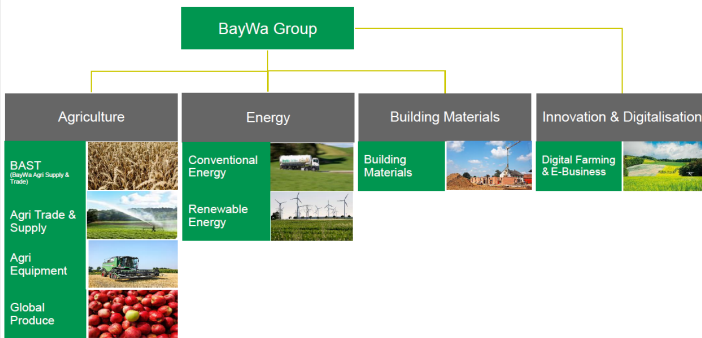 BayWa Group
Agriculture
Energy
Building Materials
Innovation & Digitalisation
BAST
(BayWa Agri Supply &
Trade)
Agri Trade &
Supply
Agri
Equipment
Global
Produce
Conventional
Energy
Renewable
Energy
Building
Materials
Digital Farming
& E-Business